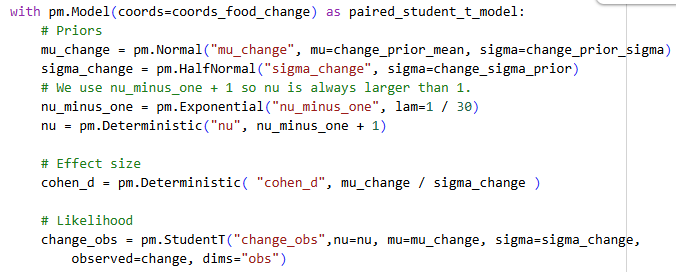 with pm.Model(coords=coords_food_change) as paired_student_t_model:
    # Priors
    mu_change = pm.Normal("mu_change", mu=change_prior_mean, sigma=change_prior_sigma)
    sigma_change = pm.HalfNormal("sigma_change", sigma=change_sigma_prior)
    # We use nu_minus_one + 1 so nu is always larger than 1.
    nu_minus_one = pm.Exponential("nu_minus_one", lam=1 / 30)
    nu = pm.Deterministic("nu", nu_minus_one + 1)

    # Effect size
    cohen_d = pm.Deterministic( "cohen_d", mu_change / sigma_change )

    # Likelihood
    change_obs = pm.StudentT("change_obs",nu=nu, mu=mu_change, sigma=sigma_change,
        observed=change, dims="obs")